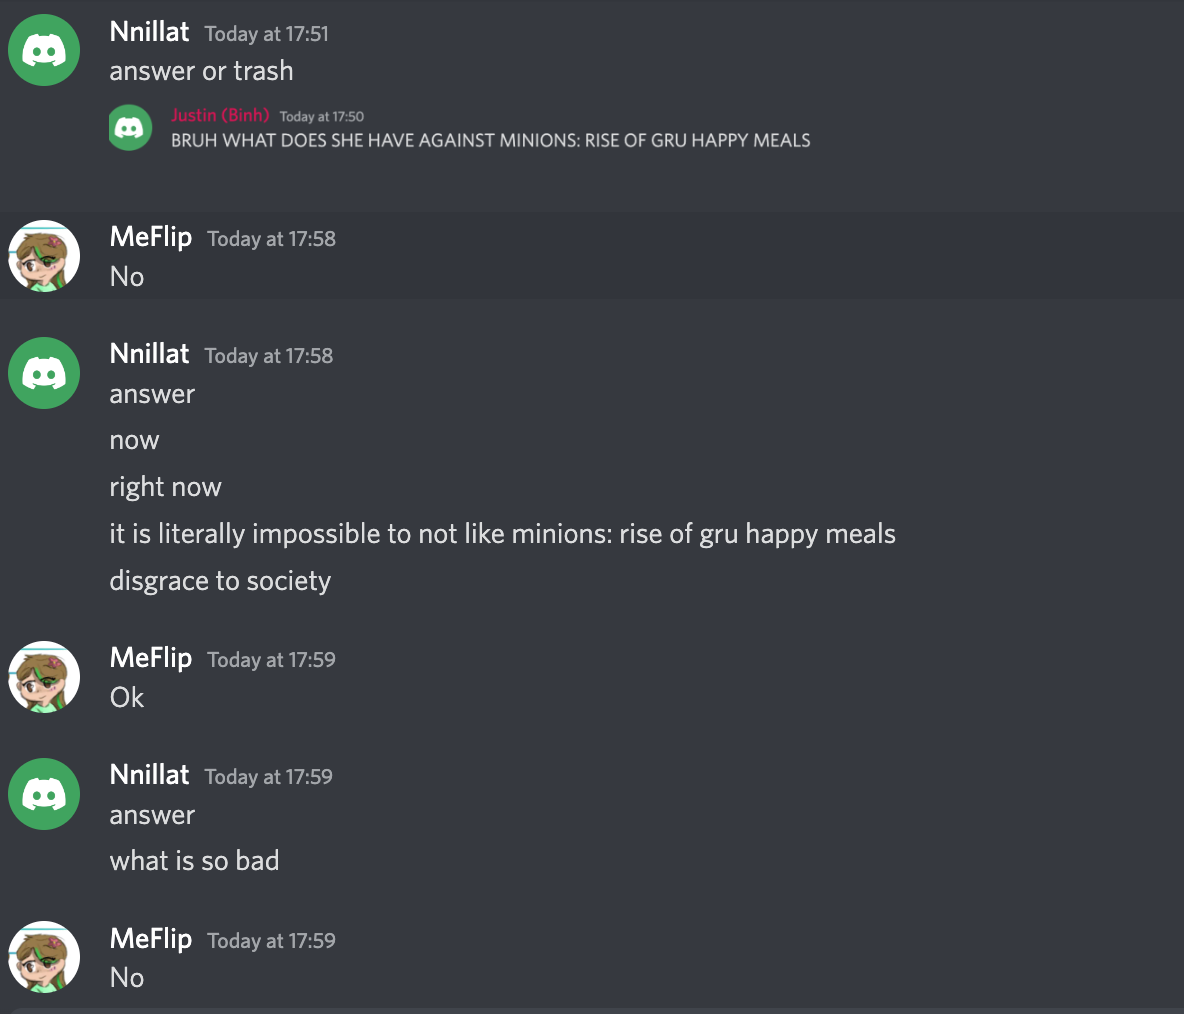 Nnillat Today at 17:51
answer or trash
Justin (Binh) Today at 17:50
BRUH WHAT DOES SHE HAVE AGAINST MINIONS: RISE OF GRU HAPPY MEALS
MeFlip Today at 17:58
No
Nnillat Today at 17:58
answer
now
right now
it is literally impossible to not like minions: rise of gru happy meals
disgrace to society
MeFlip Today at 17:59
Ok
Nnillat Today at 17:59
answer
what is so bad
MeFlip Today at 17:59
No